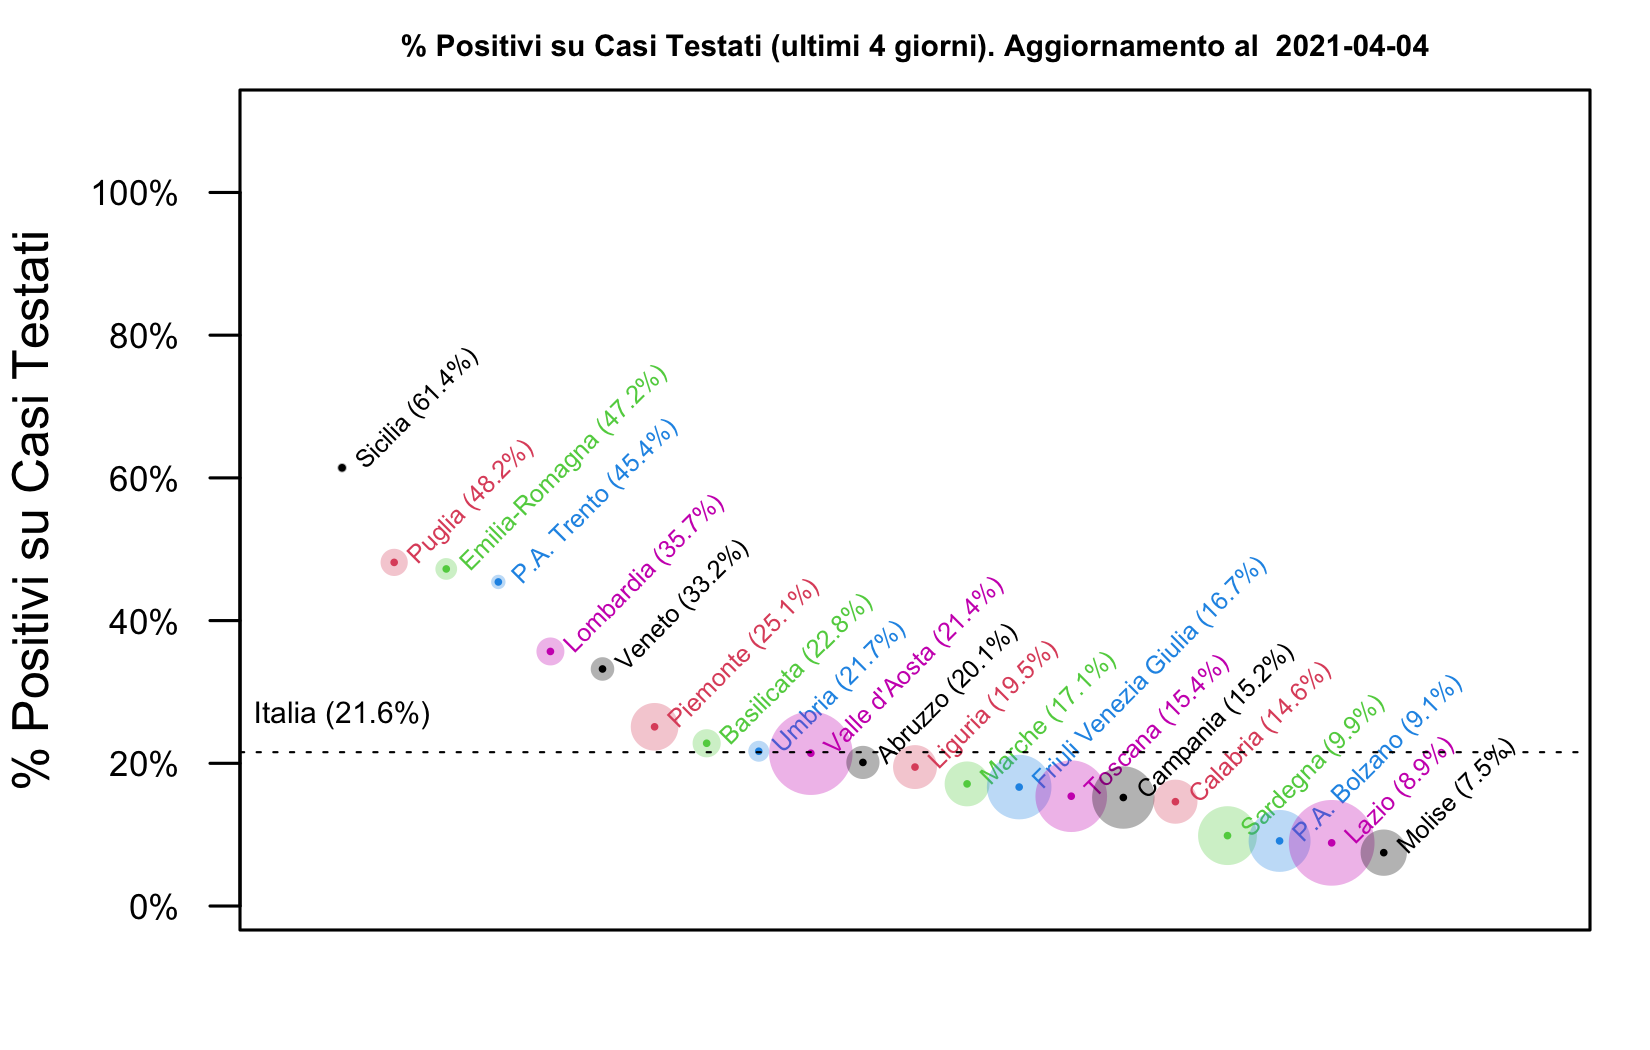 % Positivi su Casi Testati (ultimi 4 giorni). Aggiornamento al  2021-04-04
% Positivi su Casi Testati
100%
80%
60%
40%
20%
0%
Italia (21.6%)
Sicilia (61.4%)
Puglia (48.2%)
Emilia-Romagna (47.2%)
P.A. Trento (45.4%)
Lombardia (35.7%)
Veneto (33.2%)
Piemonte (25.1%)
Basilicata (22.8%)
Umbria (21.7%)
Valle d'Aosta (21.4%)
Abruzzo (20.1%)
Liguria (19.5%)
Marche (17.1%)
Friuli Venezia Giulia (16.7%)
Toscana (15.4%)
Campania (15.2%)
Calabria (14.6%)
Sardegna (9.9%)
P.A. Bolzano (9.1%)
Lazio (8.9%)
Molise (7.5%)